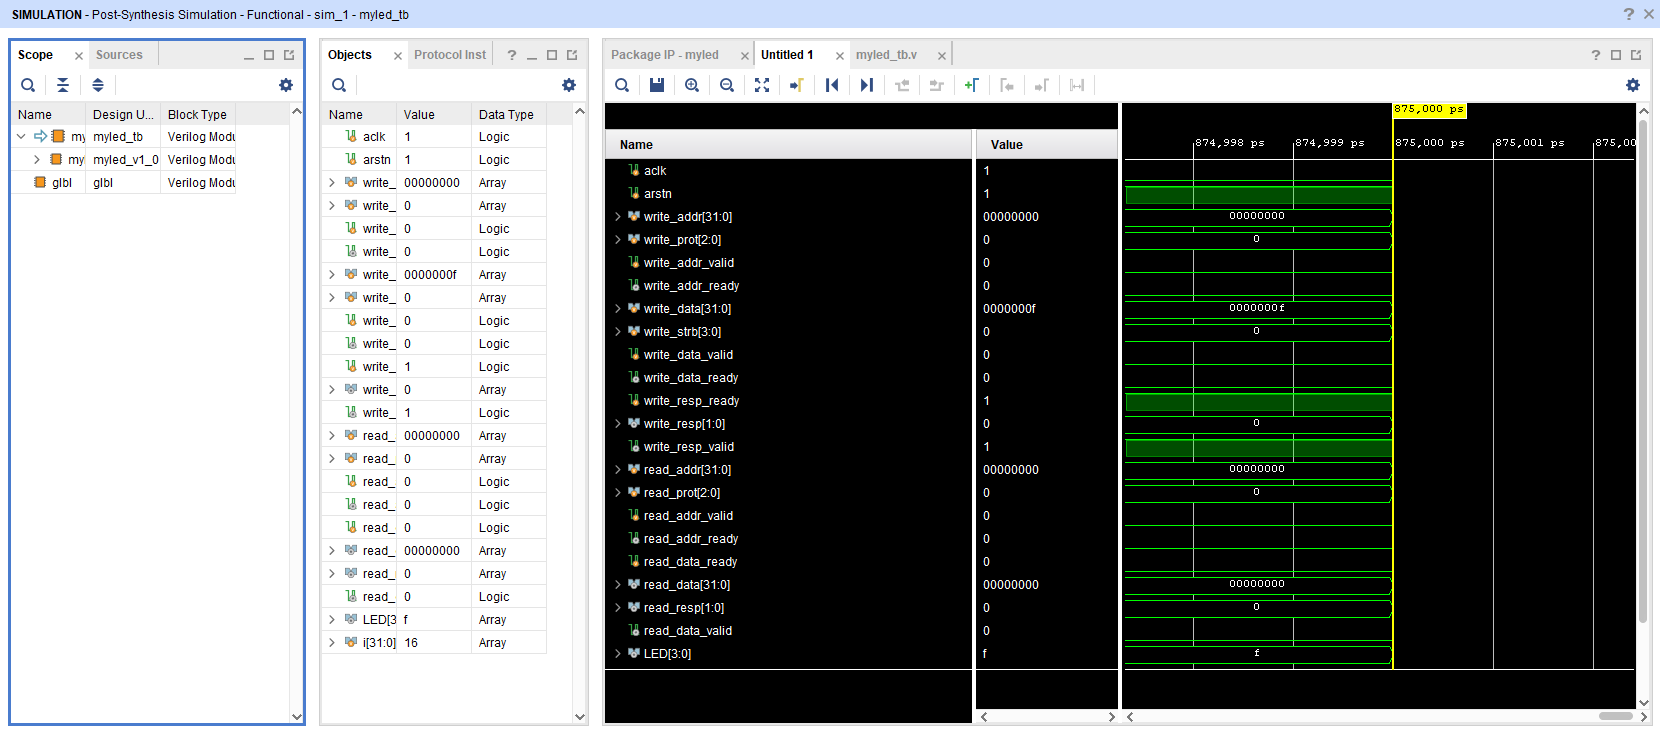 SIMULATION - Post-Synthesis Simulation - Functional - sim_1 - myled_tb
Scope
Sources
Name Design U... Block Type
my myled_tb Verilog Modu
my myled_v1_0 Verilog Modu
glbl glbl Verilog Modu
Objects
Protocol Inst
Name Value Data Type
aclk 1 Logic
arstn 1 Logic
write_ 00000000 Array
write_ 0 Array
write_ 0 Logic
write_ 0 Logic
write_ 0000000f Array
write_ 0 Array
write_ 0 Logic
write_ 0 Logic
write_ 1 Logic
write_ 0 Array
write_ 1 Logic
read_ 00000000 Array
read_ 0 Array
read_ 0 Logic
read_ 0 Logic
read_ 0 Logic
read_ 00000000 Array
read_ 0 Array
read_ 0 Logic
LED[3 f Array
i[31:0] 16 Array
Package IP - myled
Untitled 1
myled_tb.v
875,000 ps
874,998 ps 874,999 ps 875,000 ps 875,001 ps 875,00
Name Value
aclk 1
arstn 1
write_addr[31:0] 00000000 00000000
write_prot[2:0] 0 0
write_addr_valid 0
write_addr_ready 0
write_data[31:0] 0000000f 0000000f
write_strb[3:0] 0 0
write_data_valid 0
write_data_ready 0
write_resp_ready 1
write_resp[1:0] 0 0
write_resp_valid 1
read_addr[31:0] 00000000 00000000
read_prot[2:0] 0 0
read_addr_valid 0
read_addr_ready 0
read_data_ready 0
read_data[31:0] 00000000 00000000
read_resp[1:0] 0 0
read_data_valid 0
LED[3:0] f f